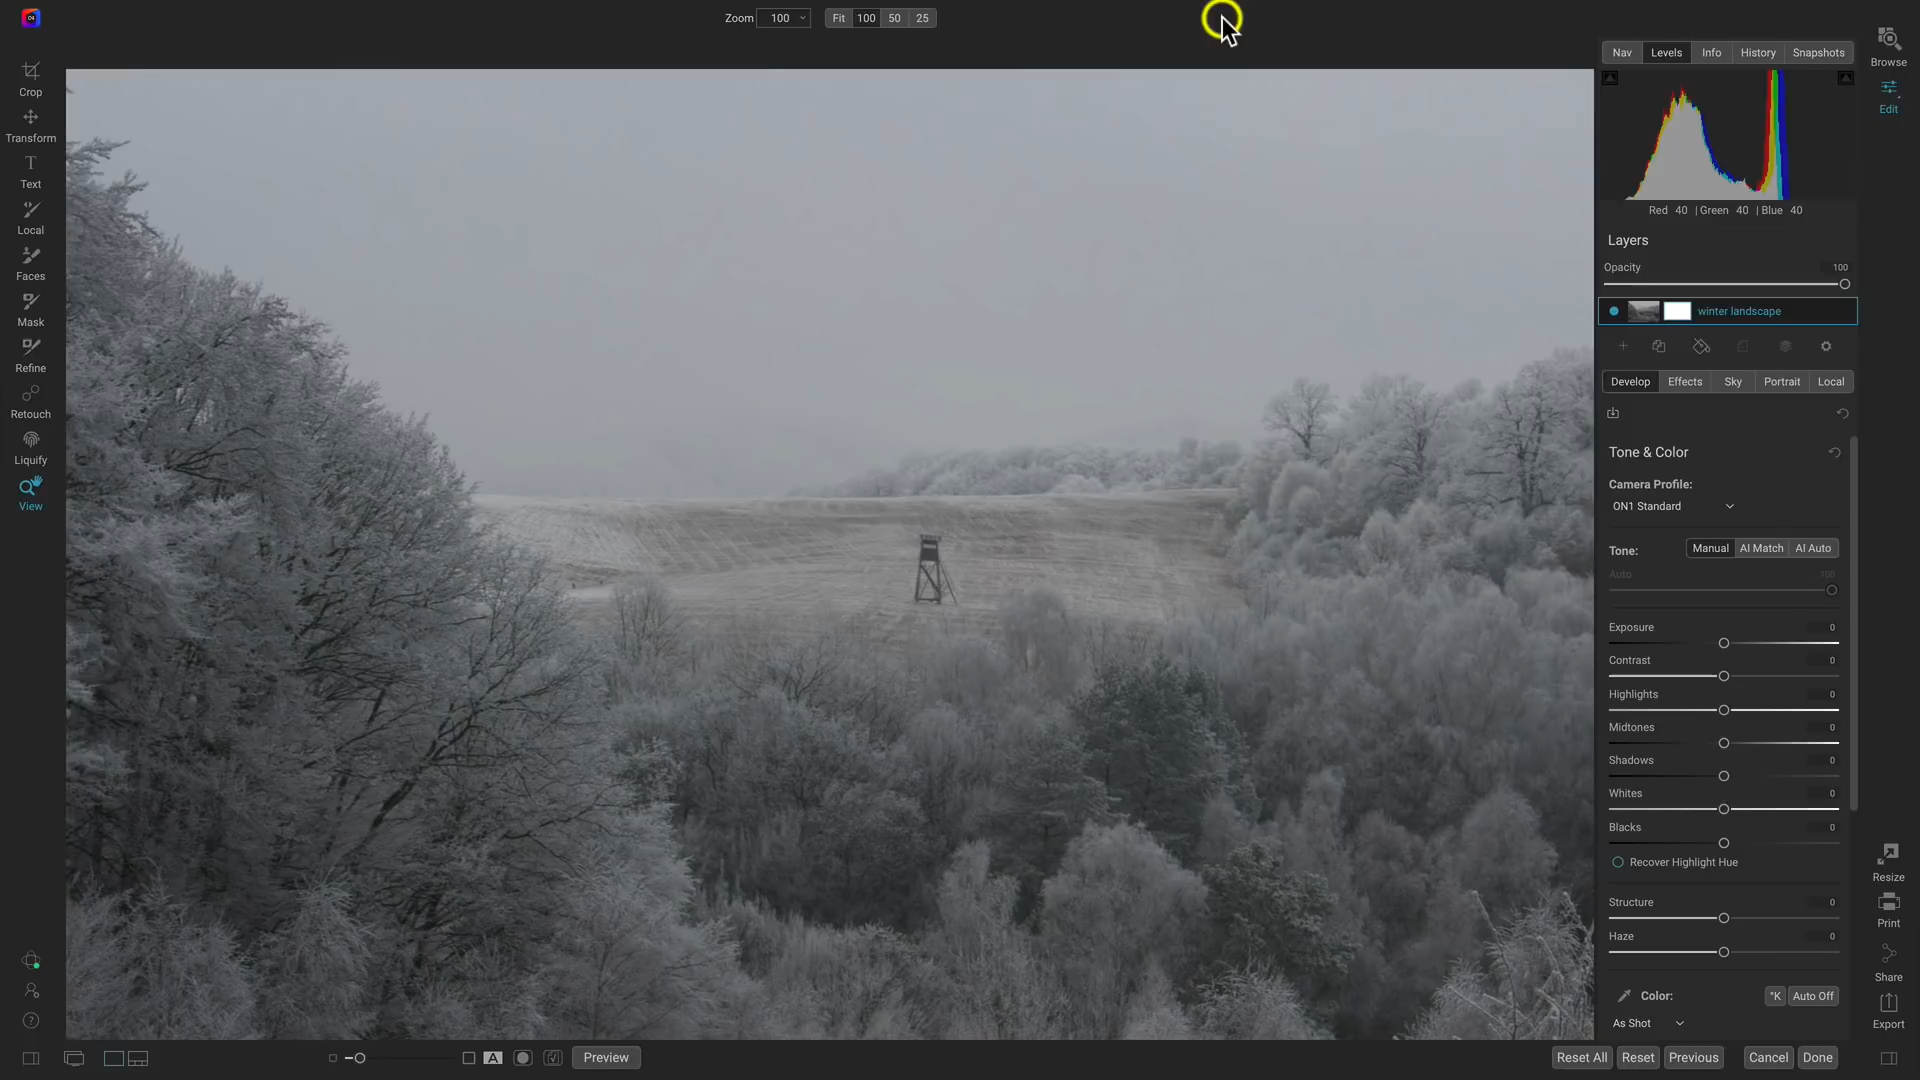 Zoom 100 Fit 100 50 25
Nav Levels Info History Snapshots
Browse
Edit
Crop
Transform
Text
Local
Faces
Mask
Refine
Retouch
Liquify
View
Red 40 | Green 40 | Blue 40
Layers
Opacity 100
winter landscape
Develop Effects Sky Portrait Local
Tone & Color
Camera Profile:
ON1 Standard
Tone: Manual AI Match AI Auto
Auto 100
Exposure 0
Contrast 0
Highlights 0
Midtones 0
Shadows 0
Whites 0
Blacks 0
Recover Highlight Hue
Structure 0
Haze 0
Color: °K Auto Off
As Shot
Resize
Print
Share
Export
A Preview
Reset All Reset Previous Cancel Done